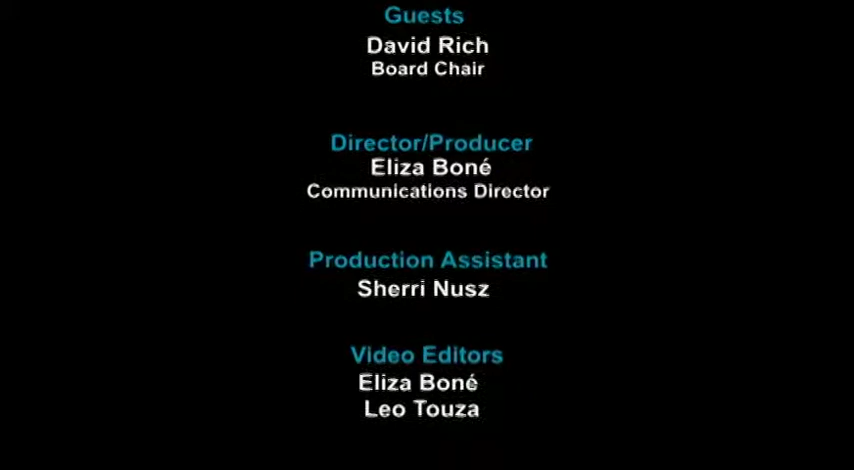 Guests
David Rich
Board Chair
Director/Producer
Eliza Boné
Communications Director
Production Assistant
Sherri Nusz
Video Editors
Eliza Boné
Leo Touza